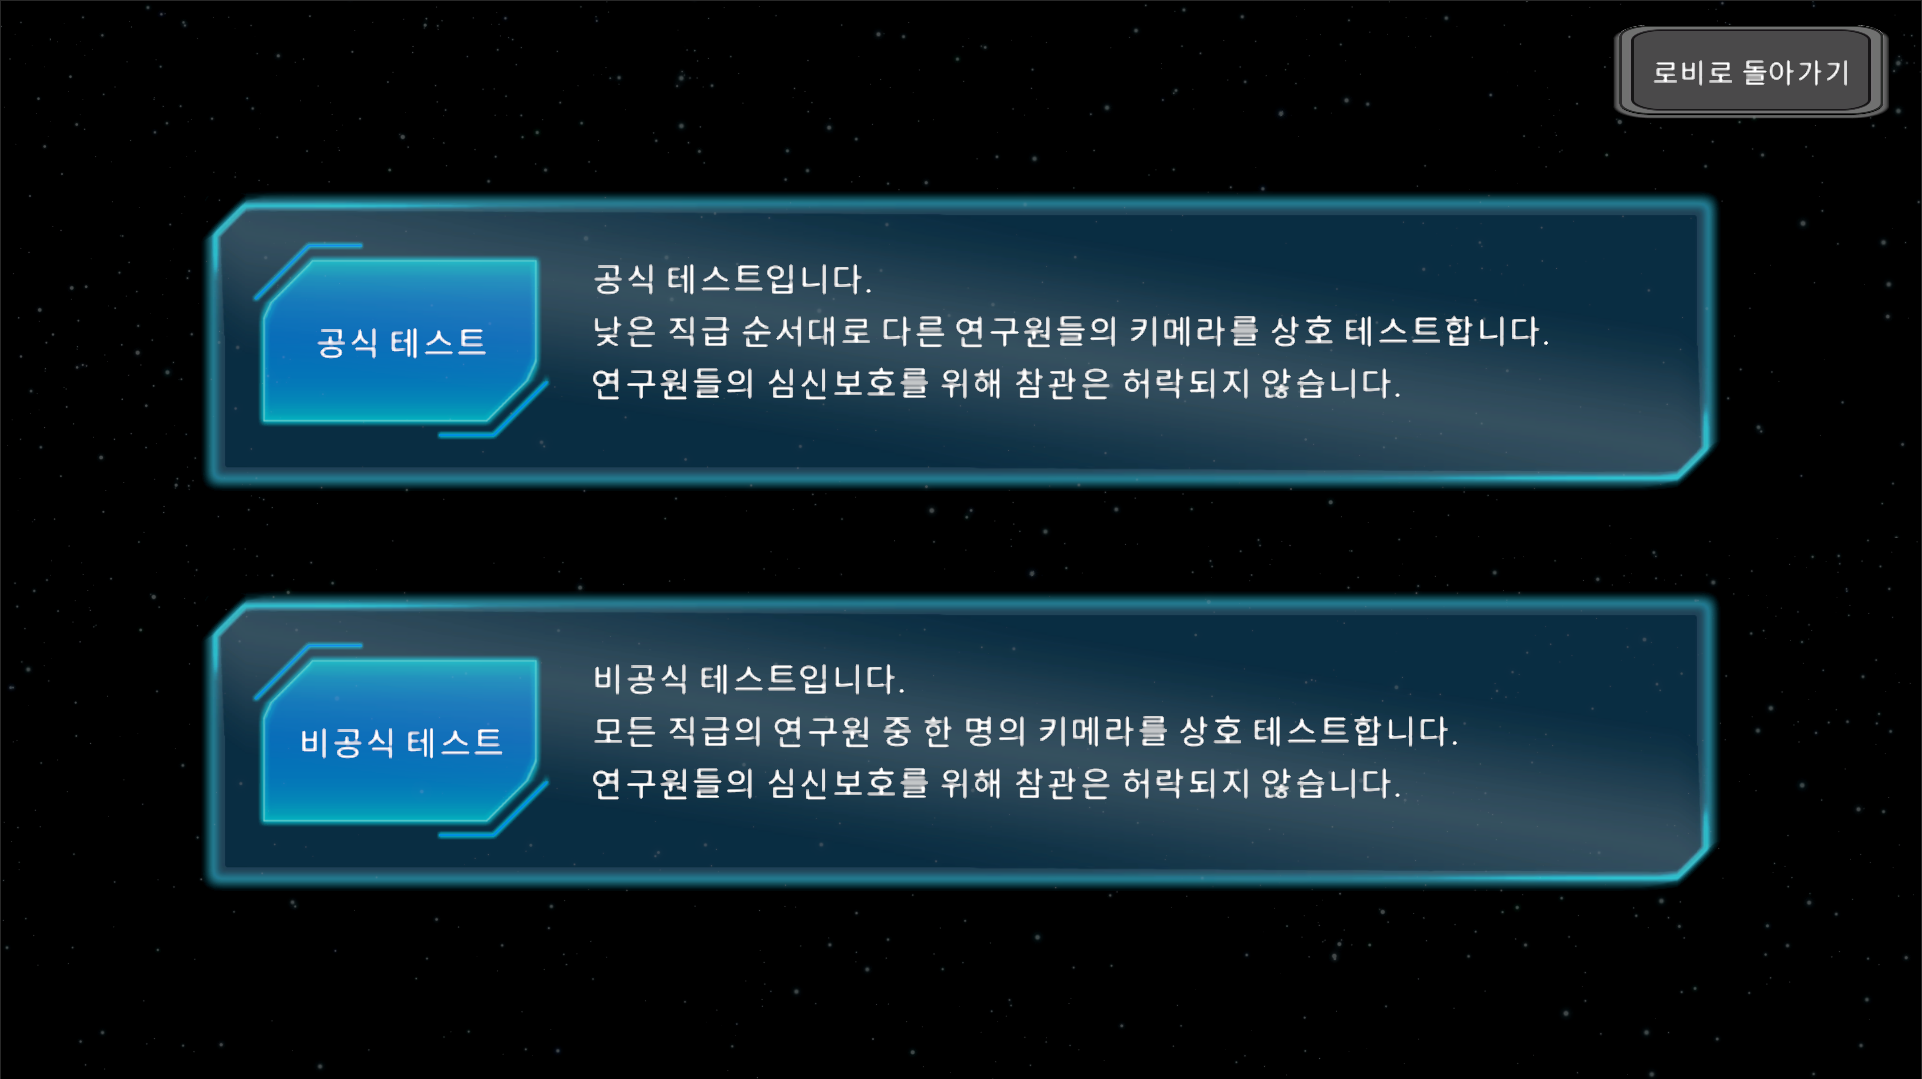 로비로 돌아가기
공식 테스트
공식 테스트입니다.
낮은 직급 순서대로 다른 연구원들의 키메라를 상호 테스트합니다.
연구원들의 심신보호를 위해 참관은 허락되지 않습니다.
비공식 테스트
비공식 테스트입니다.
모든 직급의 연구원 중 한 명의 키메라를 상호 테스트합니다.
연구원들의 심신보호를 위해 참관은 허락되지 않습니다.